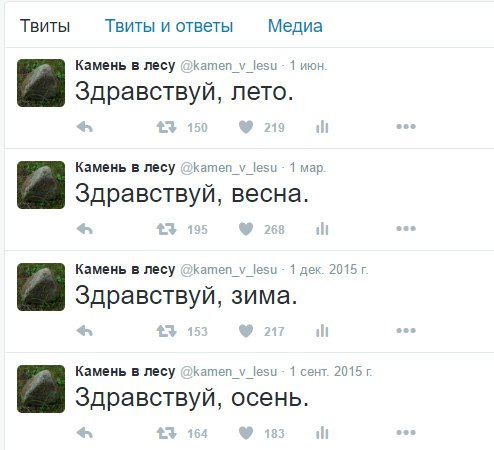 Твиты Твиты и ответы Медиа
Камень в лесу @kamen_v_lesu · 1 июн.
Здравствуй, лето.
150 219
Камень в лесу @kamen_v_lesu · 1 мар.
Здравствуй, весна.
195 268
Камень в лесу @kamen_v_lesu · 1 дек. 2015 г.
Здравствуй, зима.
153 217
Камень в лесу @kamen_v_lesu · 1 сент. 2015 г.
Здравствуй, осень.
164 183